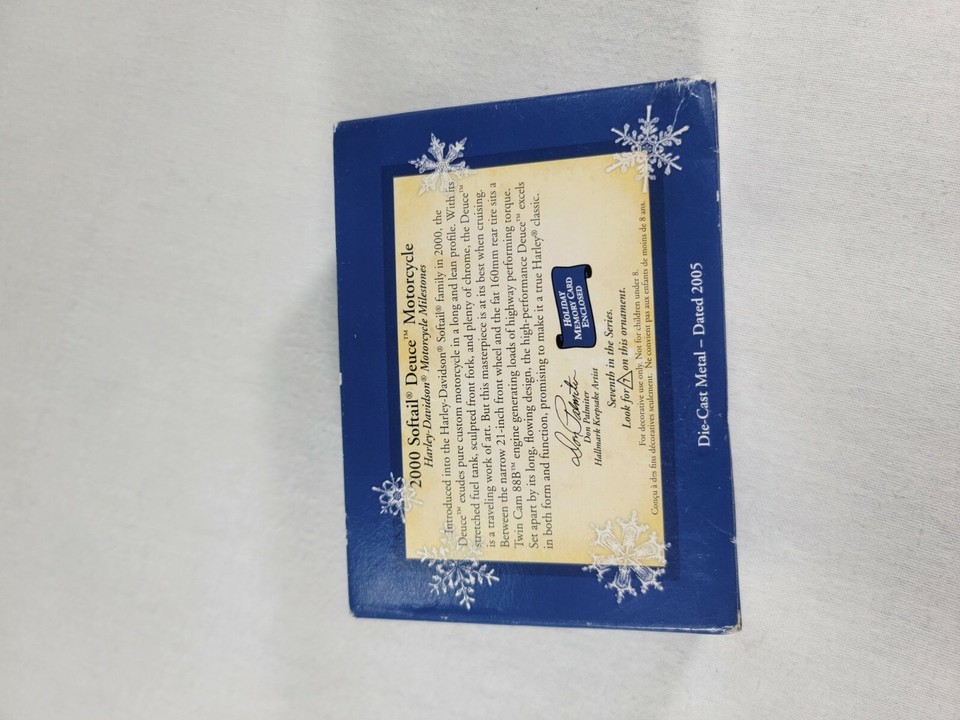 2000 Softail® Deuce™ Motorcycle
Harley-Davidson® Motorcycle Milestones
Introduced into the Harley-Davidson® Softail® family in 2000, the
Deuce™ exudes pure custom motorcycle in a long and lean profile. With its
stretched fuel tank, sculpted front fork, and plenty of chrome, the Deuce™
is a traveling work of art. But this masterpiece is at its best when cruising.
Between the narrow 21-inch front wheel and the fat 160mm rear tire sits a
Twin Cam 88B™ engine generating loads of highway performing torque.
Set apart by its long, flowing design, the high-performance Deuce™ excels
in both form and function, promising to make it a true Harley® classic.
Don Palmiter
Don Palmiter
Hallmark Keepsake Artist
HOLIDAY
MEMORY CARD
ENCLOSED
Seventh in the Series.
Look for 7 on this ornament.
For decorative use only. Not for children under 8.
Conçu à des fins décoratives seulement. Ne convient pas aux enfants de moins de 8 ans.
Die-Cast Metal – Dated 2005